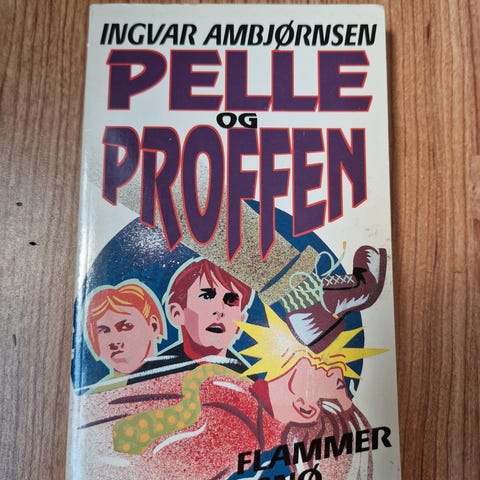 INGVAR AMBJØRNSEN
PELLE
OG
PROFFEN
FLAMMER